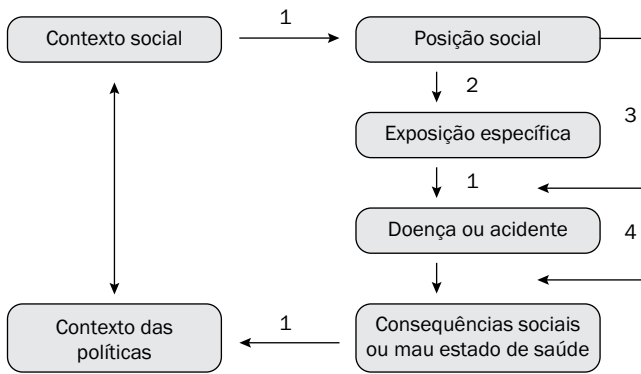 Contexto social
1
Posição social
2
3
Exposição específica
1
Doença ou acidente
4
Contexto das
políticas
1
Consequências sociais
ou mau estado de saúde